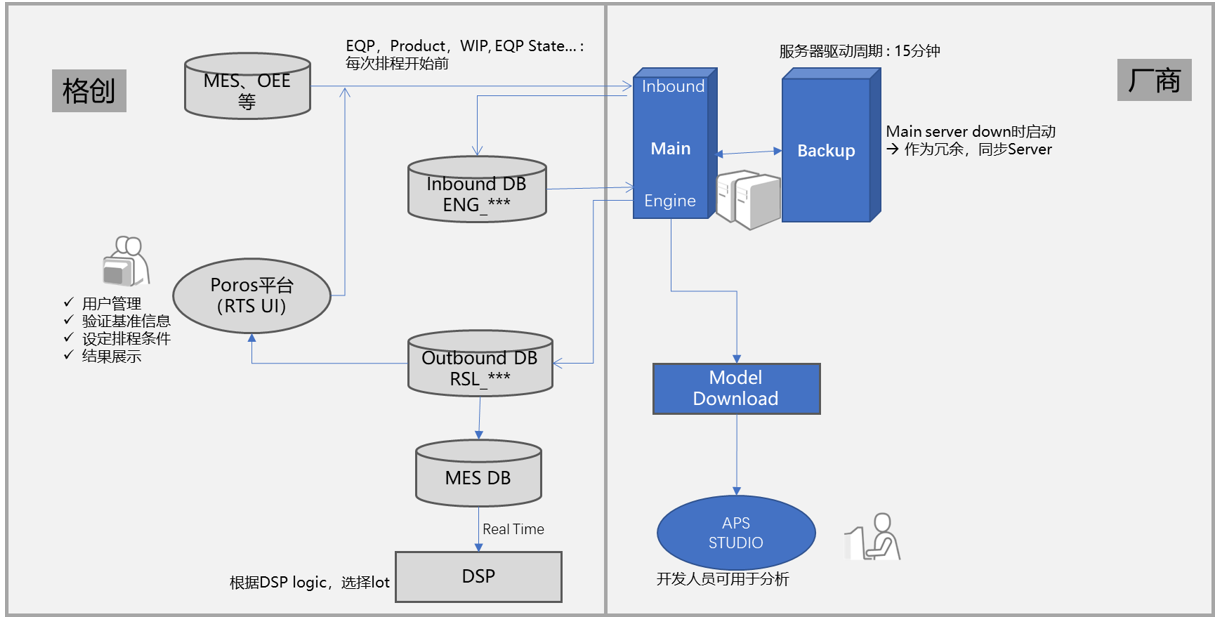 格创
MES、OEE
等
EQP，Product，WIP, EQP State... :
每次排程开始前
Inbound DB
ENG_***
Poros平台
（RTS UI）
✓ 用户管理
✓ 验证基准信息
✓ 设定排程条件
✓ 结果展示
Outbound DB
RSL_***
MES DB
Real Time
根据DSP logic，选择lot
DSP
厂商
服务器驱动周期 : 15分钟
Inbound
Main
Engine
Backup
Main server down时启动
→ 作为冗余，同步Server
Model
Download
APS
STUDIO
开发人员可用于分析